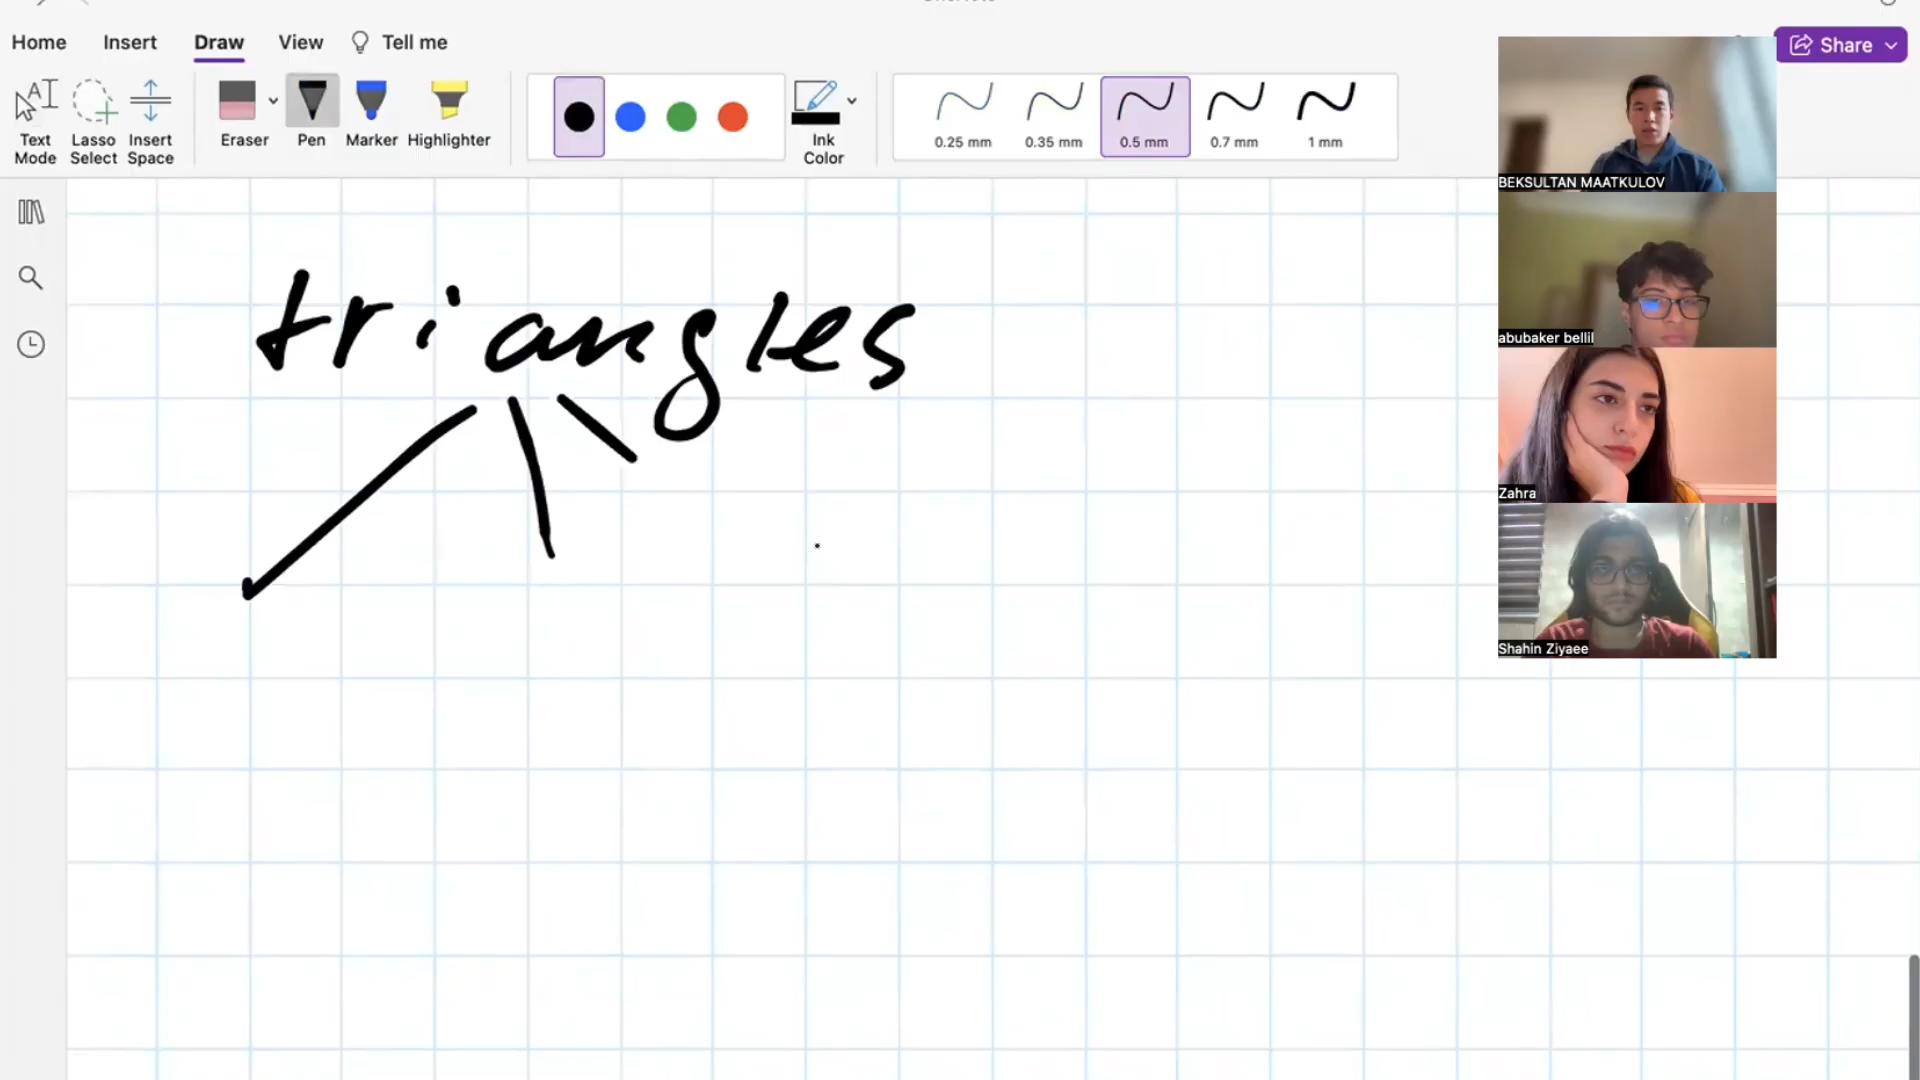 Home Insert Draw View Tell me
Share
Text Mode
Lasso Select
Insert Space
Eraser
Pen
Marker
Highlighter
Ink Color
0.25 mm
0.35 mm
0.5 mm
0.7 mm
1 mm
triangles
BEKSULTAN MAATKULOV
abubaker bellil
Zahra
Shahin Ziyaee